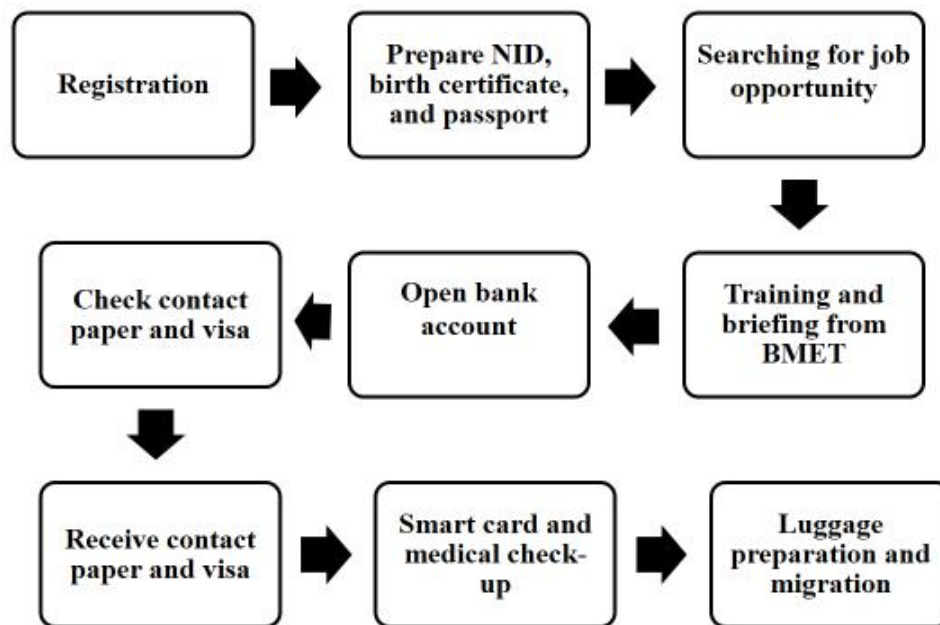 Registration
Prepare NID,
birth certificate,
and passport
Searching for job
opportunity
Training and
briefing from
BMET
Open bank
account
Check contact
paper and visa
Receive contact
paper and visa
Smart card and
medical check-
up
Luggage
preparation and
migration